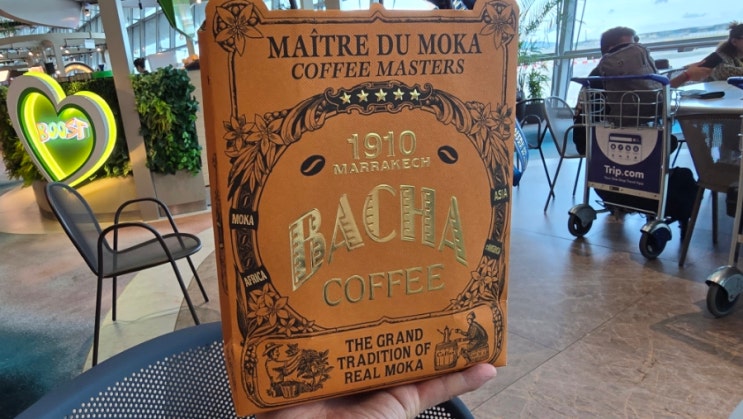 MAÎTRE DU MOKA
COFFEE MASTERS
1910
MARRAKECH
BACHA
COFFEE
MOKA
ASIA
AFRICA
THE GRAND
TRADITION OF
REAL MOKA
BOOST
Trip.com